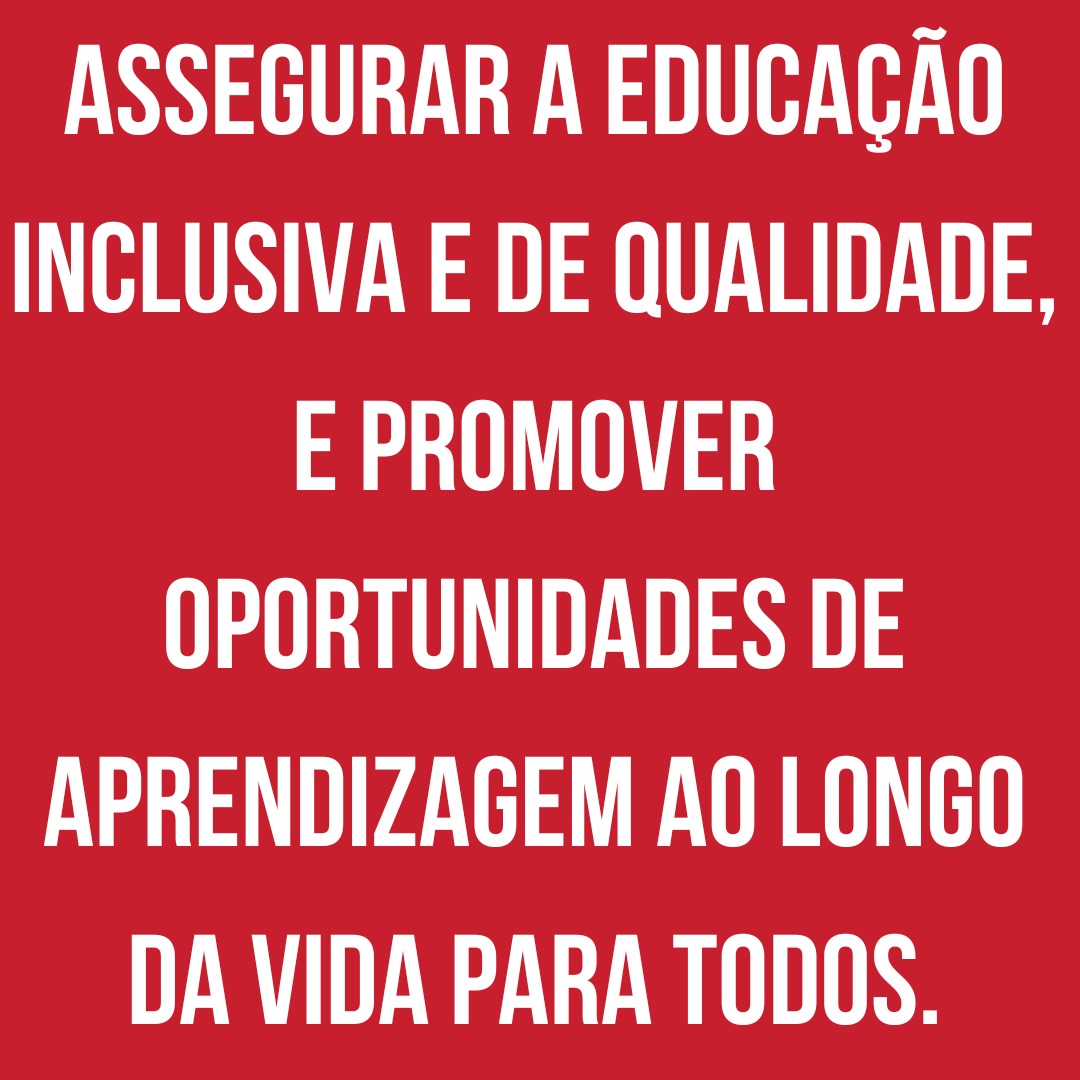 ASSEGURAR A EDUCAÇÃO
INCLUSIVA E DE QUALIDADE,
E PROMOVER
OPORTUNIDADES DE
APRENDIZAGEM AO LONGO
DA VIDA PARA TODOS.